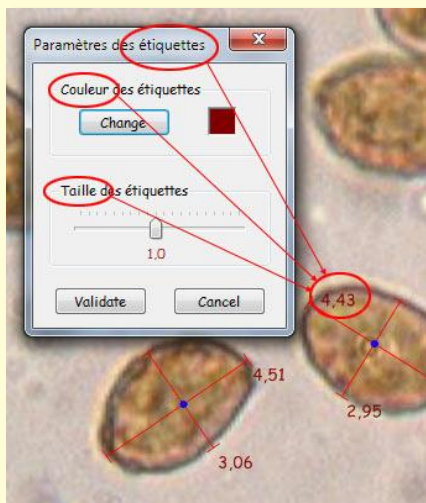 Paramètres des étiquettes
Couleur des étiquettes
Change
Taille des étiquettes
1,0
Validate
Cancel
4,43
4,51
2,95
3,06